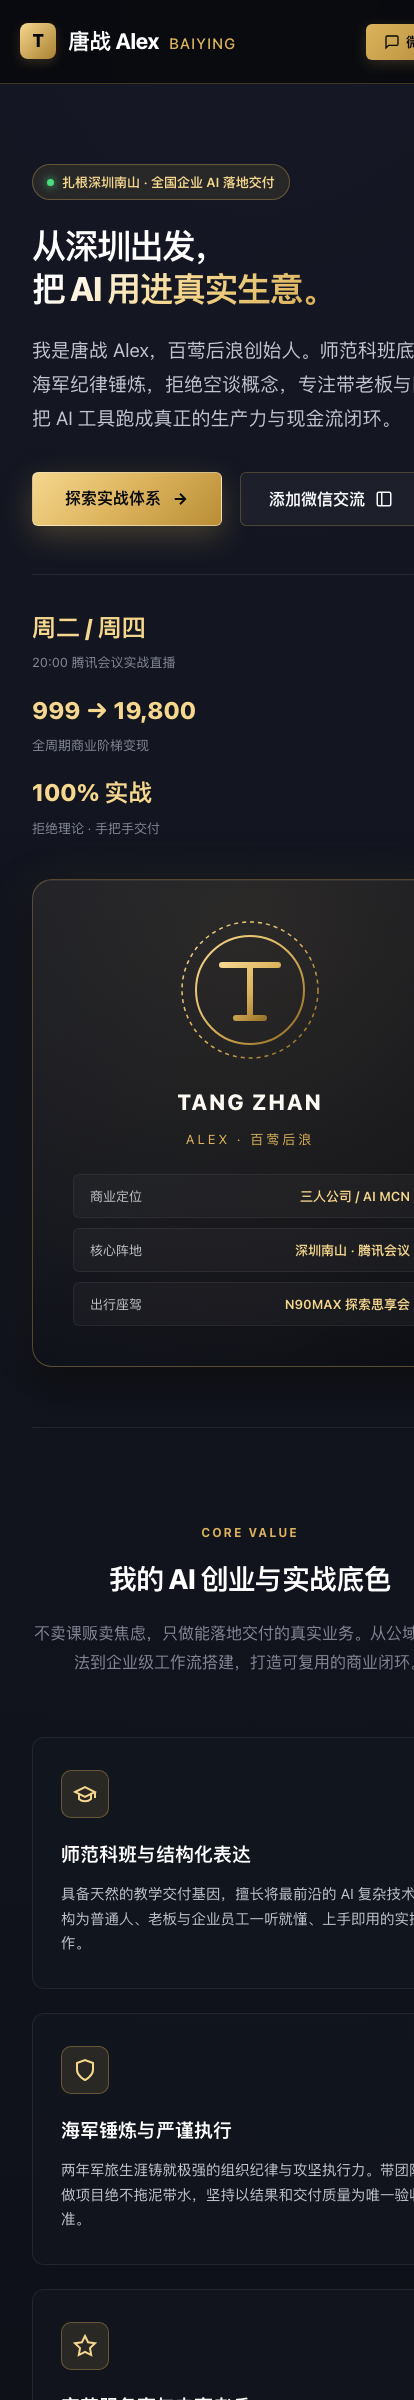 T 唐战 Alex BAIYING
扎根深圳南山 · 全国企业 AI 落地交付
从深圳出发，
把 AI 用进真实生意。
我是唐战 Alex，百莺后浪创始人。师范科班底
海军纪律锤炼，拒绝空谈概念，专注带老板与
把 AI 工具跑成真正的生产力与现金流闭环。
探索实战体系 →
添加微信交流
周二 / 周四
20:00 腾讯会议实战直播
999 → 19,800
全周期商业阶梯变现
100% 实战
拒绝理论 · 手把手交付
TANG ZHAN
ALEX · 百莺后浪
商业定位 三人公司 / AI MCN
核心阵地 深圳南山 · 腾讯会议
出行座驾 N90MAX 探索思享会
CORE VALUE
我的 AI 创业与实战底色
不卖课贩卖焦虑，只做能落地交付的真实业务。从公域
法到企业级工作流搭建，打造可复用的商业闭环。
师范科班与结构化表达
具备天然的教学交付基因，擅长将最前沿的 AI 复杂技术
构为普通人、老板与企业员工一听就懂、上手即用的实
作。
海军锤炼与严谨执行
两年军旅生涯铸就极强的组织纪律与攻坚执行力。带团
做项目绝不拖泥带水，坚持以结果和交付质量为唯一验
准。